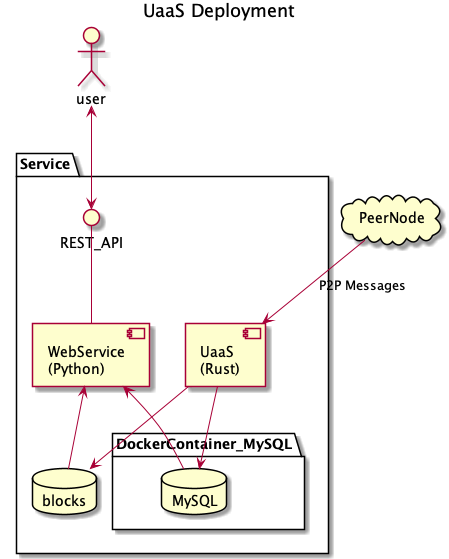 UaaS Deployment
user
Service
REST_API
PeerNode
P2P Messages
WebService
(Python)
UaaS
(Rust)
DockerContainer_MySQL
blocks
MySQL